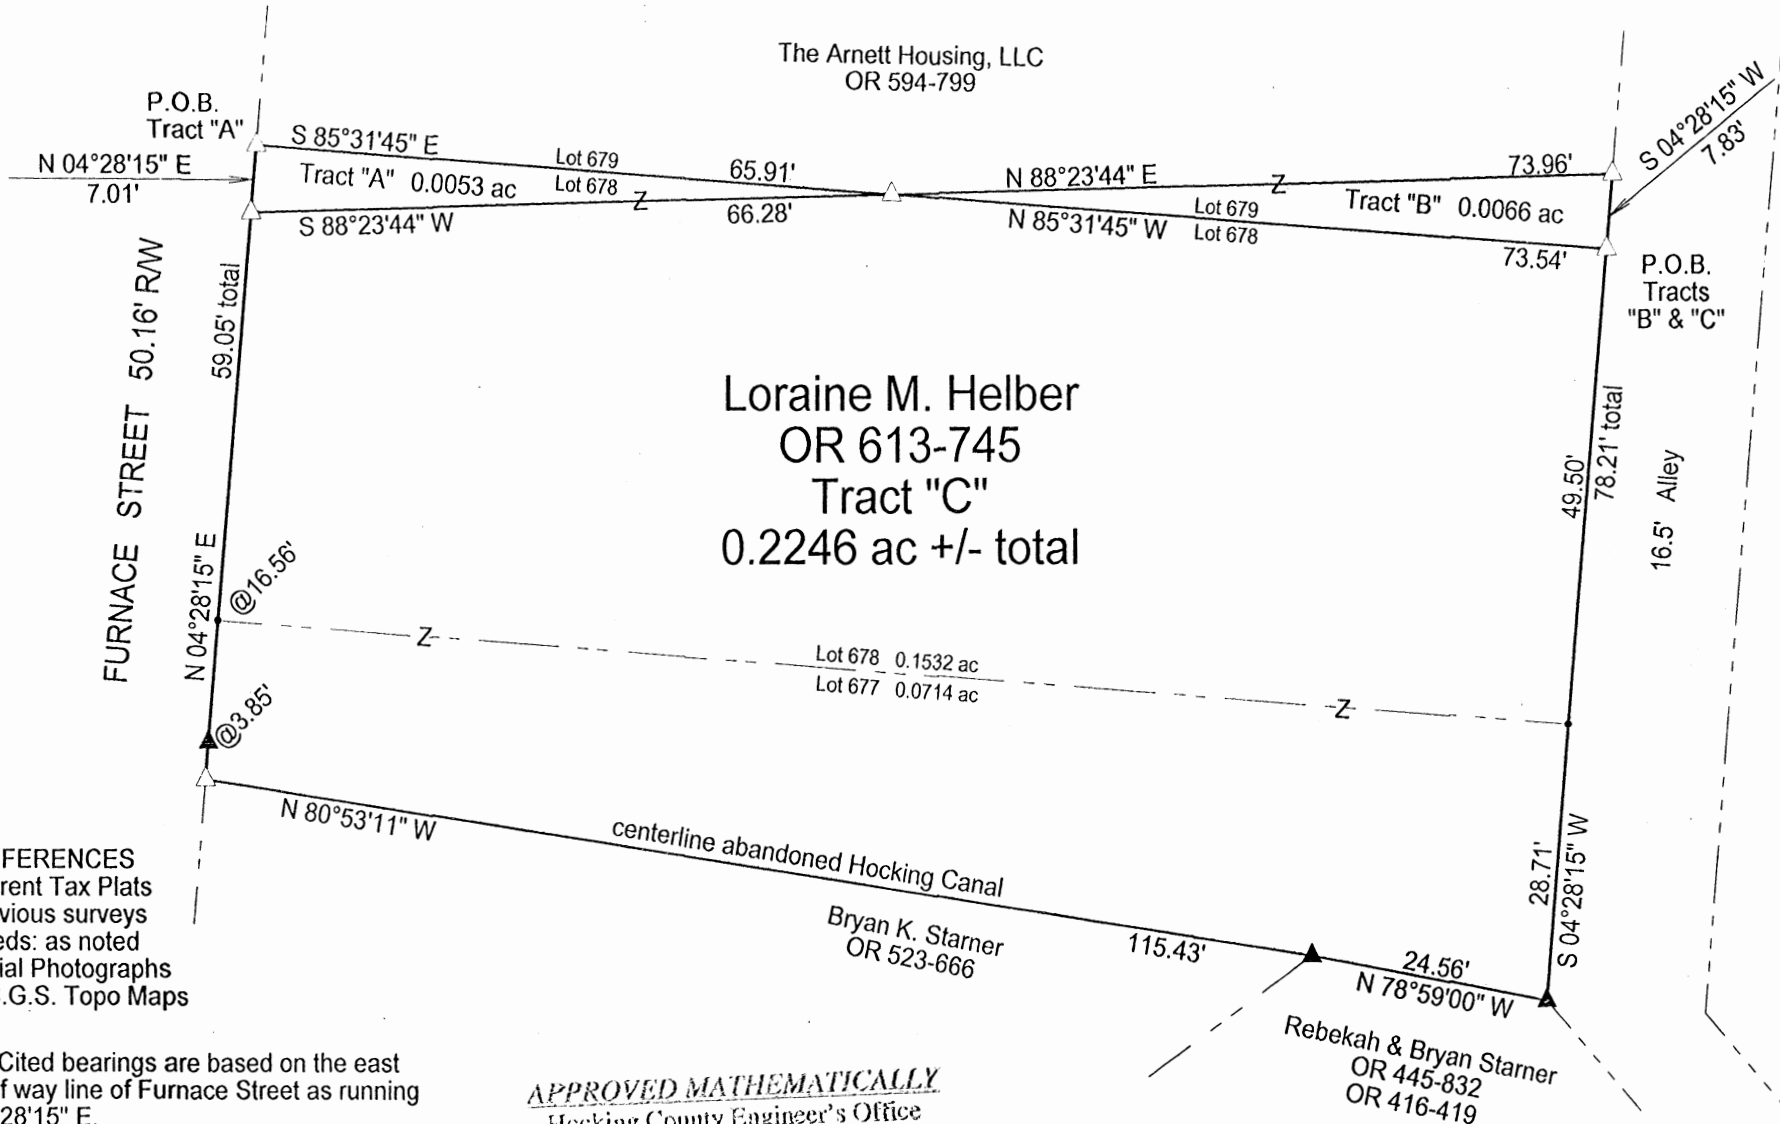 The Arnett Housing, LLC
OR 594-799
P.O.B.
Tract "A"
N 04°28'15" E
7.01'
S 85°31'45" E
Lot 679
65.91'
Tract "A" 0.0053 ac
Lot 678
Z
S 88°23'44" W
66.28'
N 88°23'44" E
Z
73.96'
S 04°28'15" W
7.83'
Tract "B" 0.0066 ac
N 85°31'45" W
Lot 679
Lot 678
73.54'
P.O.B.
Tracts
"B" & "C"
FURNACE STREET 50.16' R/W
59.05' total
N 04°28'15" E
@16.56'
@3.85'
Loraine M. Helber
OR 613-745
Tract "C"
0.2246 ac +/- total
49.50'
78.21' total
16.5' Alley
Z
Lot 678 0.1532 ac
Lot 677 0.0714 ac
Z
28.71'
S 04°28'15" W
N 80°53'11" W
centerline abandoned Hocking Canal
115.43'
24.56'
N 78°59'00" W
Bryan K. Starner
OR 523-666
Rebekah & Bryan Starner
OR 445-832
OR 416-419
FERENCES
rent Tax Plats
vious surveys
eds: as noted
ial Photographs
.G.S. Topo Maps
Cited bearings are based on the east
f way line of Furnace Street as running
28'15" E.
APPROVED MATHEMATICALLY
Hocking County Engineer's Office